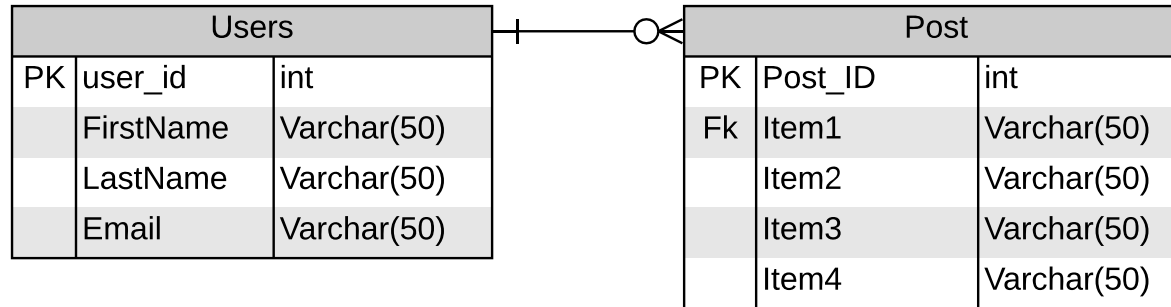 Users
PK user_id int
FirstName Varchar(50)
LastName Varchar(50)
Email Varchar(50)
Post
PK Post_ID int
Fk Item1 Varchar(50)
Item2 Varchar(50)
Item3 Varchar(50)
Item4 Varchar(50)